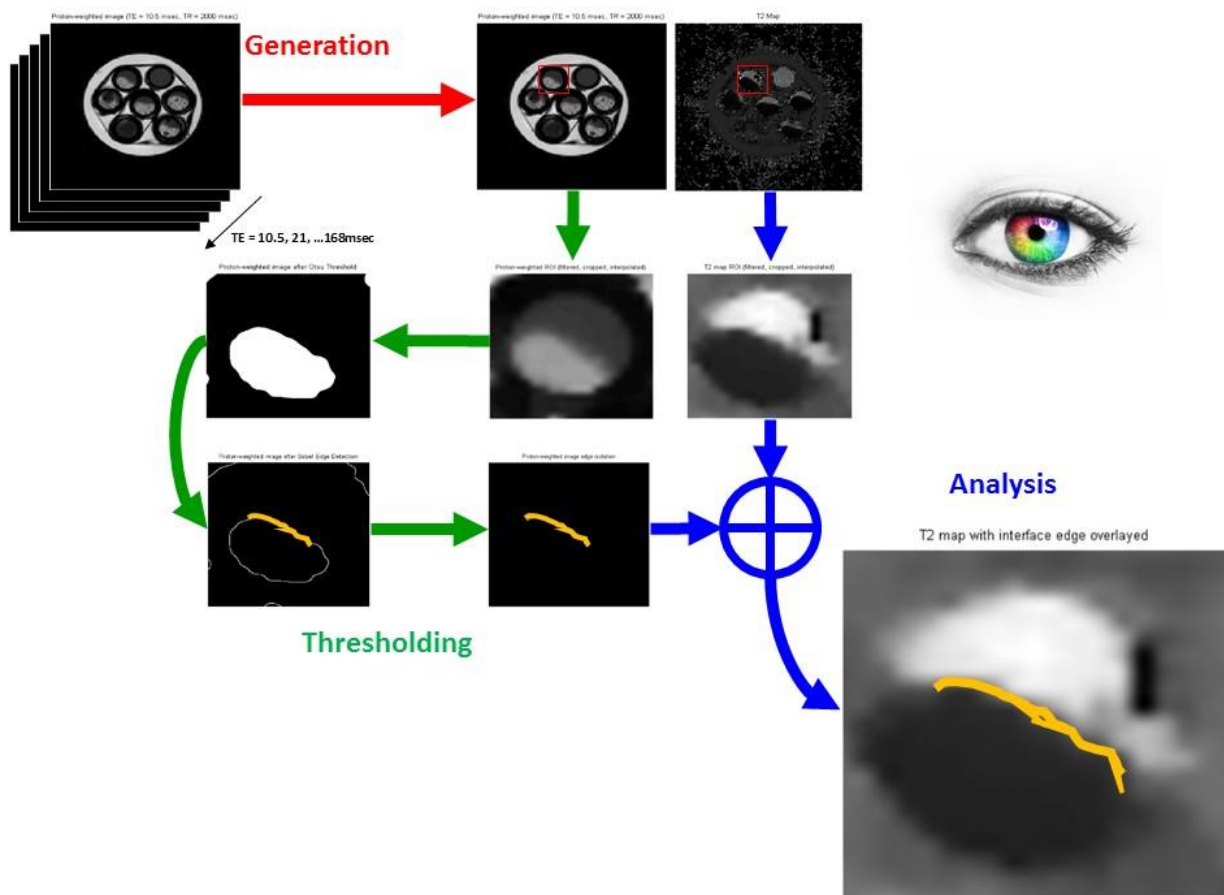 Proton-weighted image (TE = 10.5 msec, TR = 2000 msec)
Proton-weighted image (TE = 10.5 msec, TR = 2000 msec)
T2 Map
Generation
TE = 10.5, 21, ...168msec
Proton-weighted image after Otsu Threshold
Proton-weighted ROI (filtered, cropped, interpolated)
T2 map ROI (filtered, cropped, interpolated)
Proton-weighted image after Sobel Edge Detection
Proton-weighted image edge isolation
Analysis
T2 map with interface edge overlayed
Thresholding